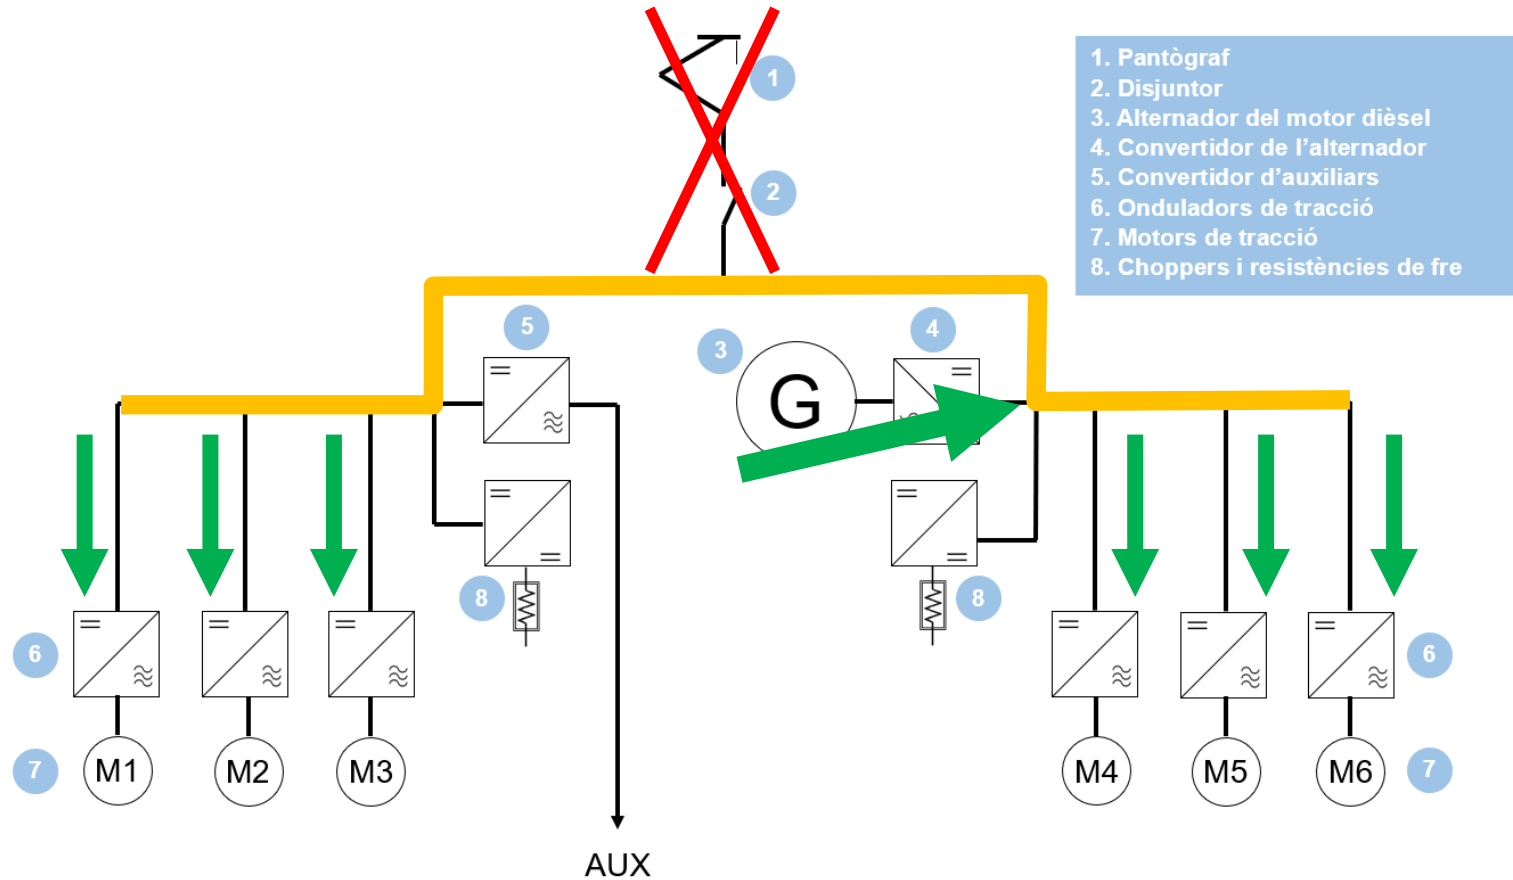 1
2
1. Pantògraf
2. Disjuntor
3. Alternador del motor dièsel
4. Convertidor de l'alternador
5. Convertidor d'auxiliars
6. Onduladors de tracció
7. Motors de tracció
8. Choppers i resistències de fre
5
3
4
G
8
8
6
6
7
M1
M2
M3
M4
M5
M6
7
AUX